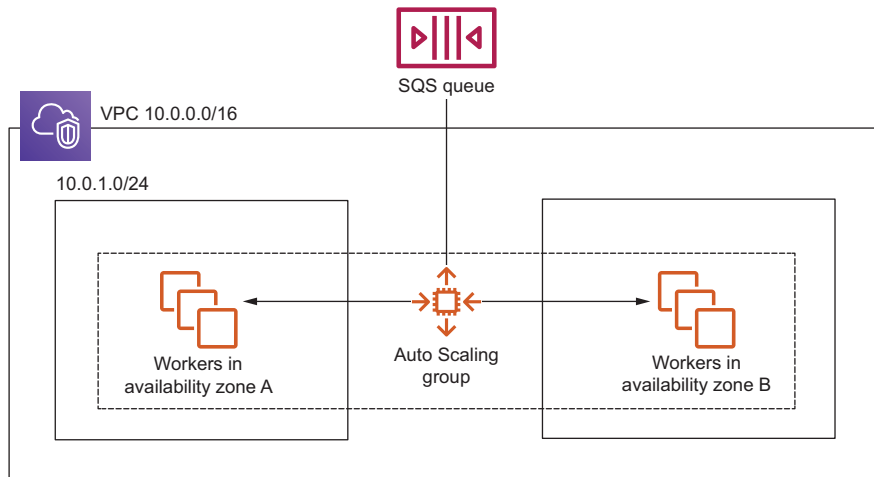 SQS queue
VPC 10.0.0.0/16
10.0.1.0/24
Workers in
availability zone A
Auto Scaling
group
Workers in
availability zone B